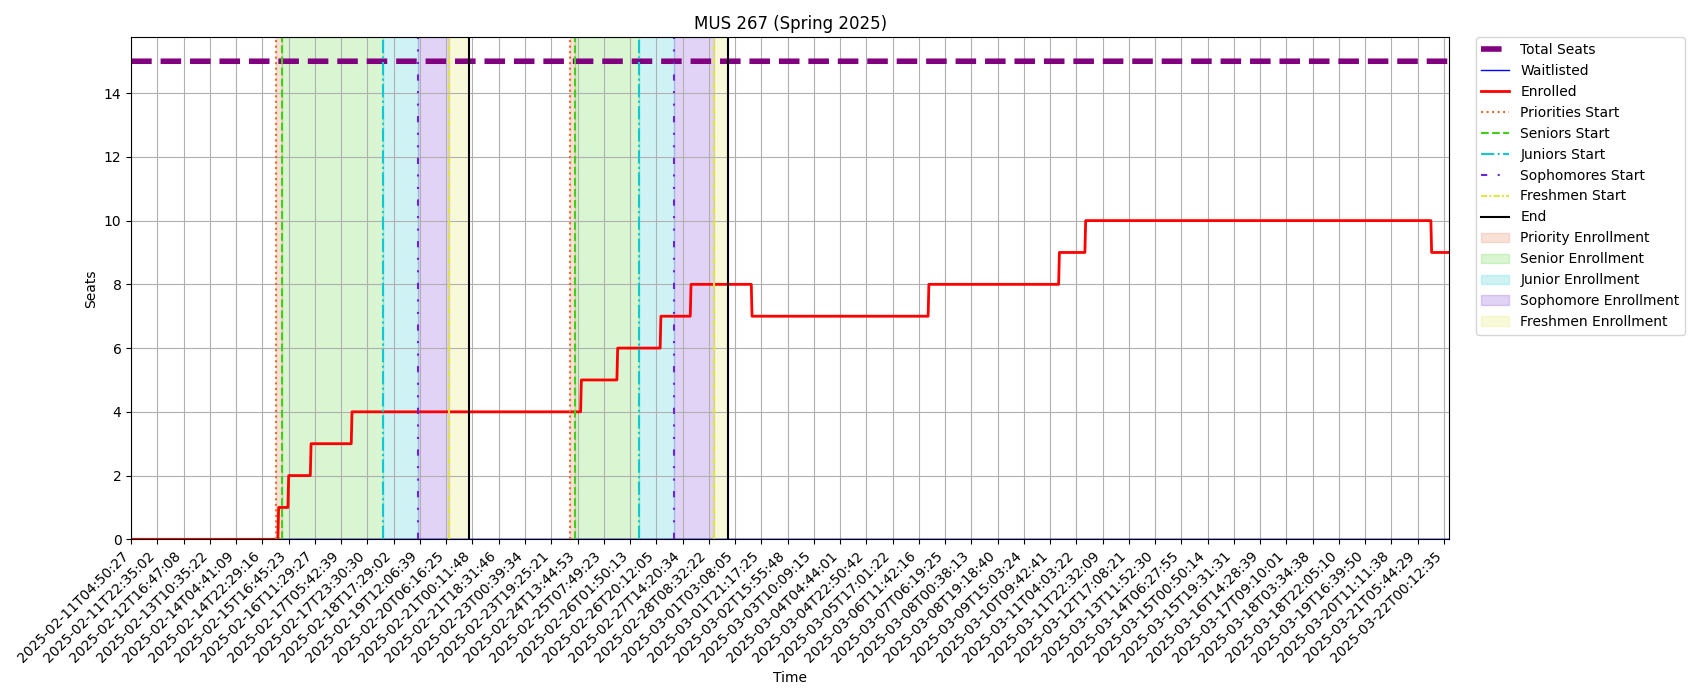 MUS 267 (Spring 2025)
Seats
14
12
10
8
6
4
2
0
2025-02-11T04:50:27
2025-02-11T22:35:02
2025-02-12T16:47:08
2025-02-13T10:35:22
2025-02-14T04:41:09
2025-02-14T22:29:16
2025-02-15T16:45:23
2025-02-16T11:29:27
2025-02-17T05:42:39
2025-02-17T23:30:30
2025-02-18T17:29:02
2025-02-19T12:06:39
2025-02-20T06:16:25
2025-02-21T00:11:48
2025-02-21T18:31:46
2025-02-23T00:39:34
2025-02-23T19:25:21
2025-02-24T13:44:53
2025-02-25T07:49:23
2025-02-26T01:50:13
2025-02-26T20:12:05
2025-02-27T14:20:34
2025-02-28T08:32:22
2025-03-01T03:08:05
2025-03-01T21:17:25
2025-03-02T15:55:48
2025-03-03T10:09:15
2025-03-04T04:44:01
2025-03-04T22:50:42
2025-03-05T17:01:22
2025-03-06T11:42:16
2025-03-07T06:19:25
2025-03-08T00:38:13
2025-03-08T19:18:40
2025-03-09T15:03:24
2025-03-10T09:42:41
2025-03-11T04:03:22
2025-03-11T22:32:09
2025-03-12T17:08:21
2025-03-13T11:52:30
2025-03-14T06:27:55
2025-03-15T00:50:14
2025-03-15T19:31:31
2025-03-16T14:28:39
2025-03-17T09:10:01
2025-03-18T03:34:38
2025-03-18T22:05:10
2025-03-19T16:39:50
2025-03-20T11:11:38
2025-03-21T05:44:29
2025-03-22T00:12:35
Time
Total Seats
Waitlisted
Enrolled
Priorities Start
Seniors Start
Juniors Start
Sophomores Start
Freshmen Start
End
Priority Enrollment
Senior Enrollment
Junior Enrollment
Sophomore Enrollment
Freshmen Enrollment